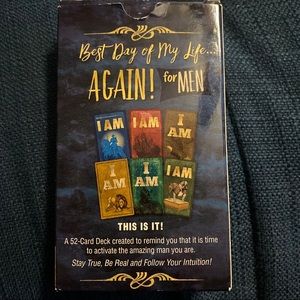 Best Day of My Life...
AGAIN! for MEN
I AM
I AM
I AM
I AM
I AM
I AM
THIS IS IT!
A 52-Card Deck created to remind you that it is time
to activate the amazing man you are.
Stay True, Be Real and Follow Your Intuition!